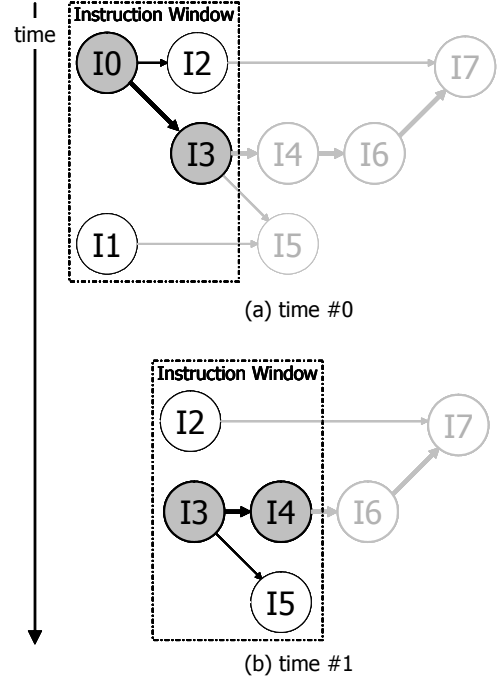 Instruction Window
time
I0
I2
I7
I3
I4
I6
I1
I5
(a) time #0
Instruction Window
I2
I7
I3
I4
I6
I5
(b) time #1